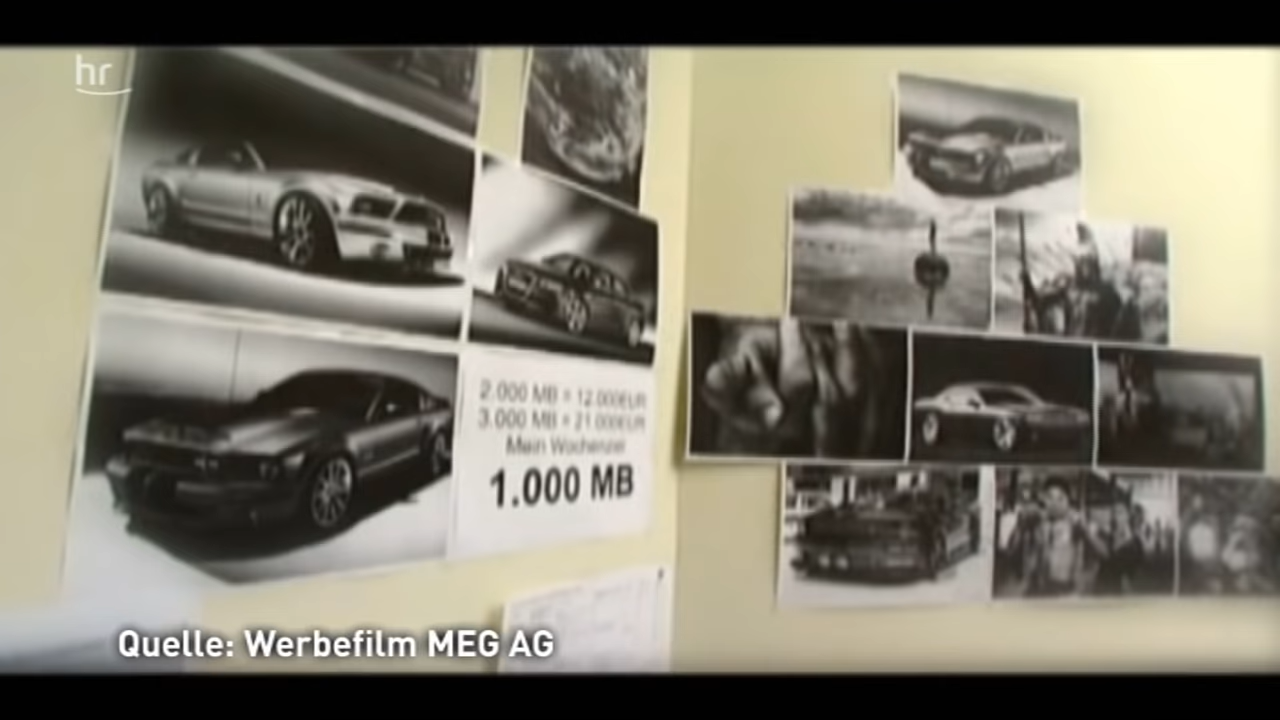 hr
2.000 MB = 12.000EUR
3.000 MB = 21.000EUR
Mein Wochenziel
1.000 MB
Quelle: Werbefilm MEG AG